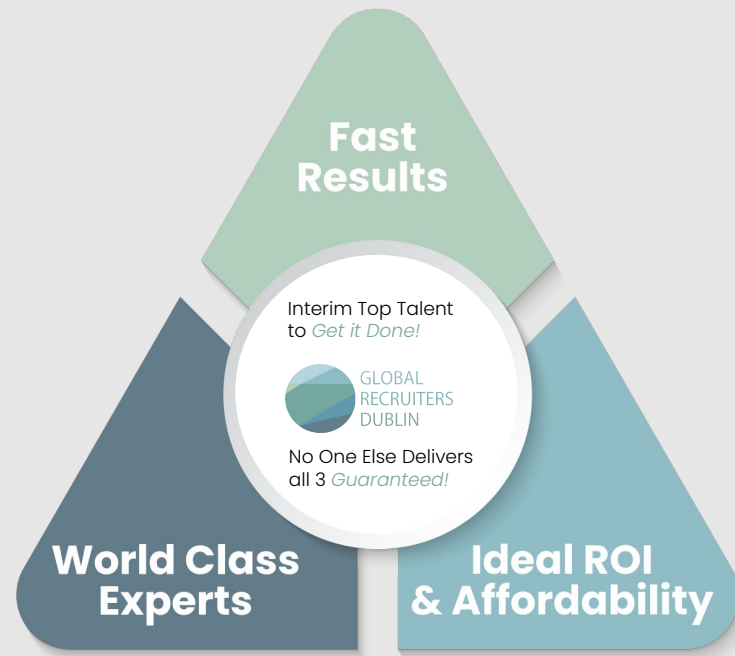 Fast
Results
Interim Top Talent
to Get it Done!
GLOBAL
RECRUITERS
DUBLIN
No One Else Delivers
all 3 Guaranteed!
World Class
Experts
Ideal ROI
& Affordability